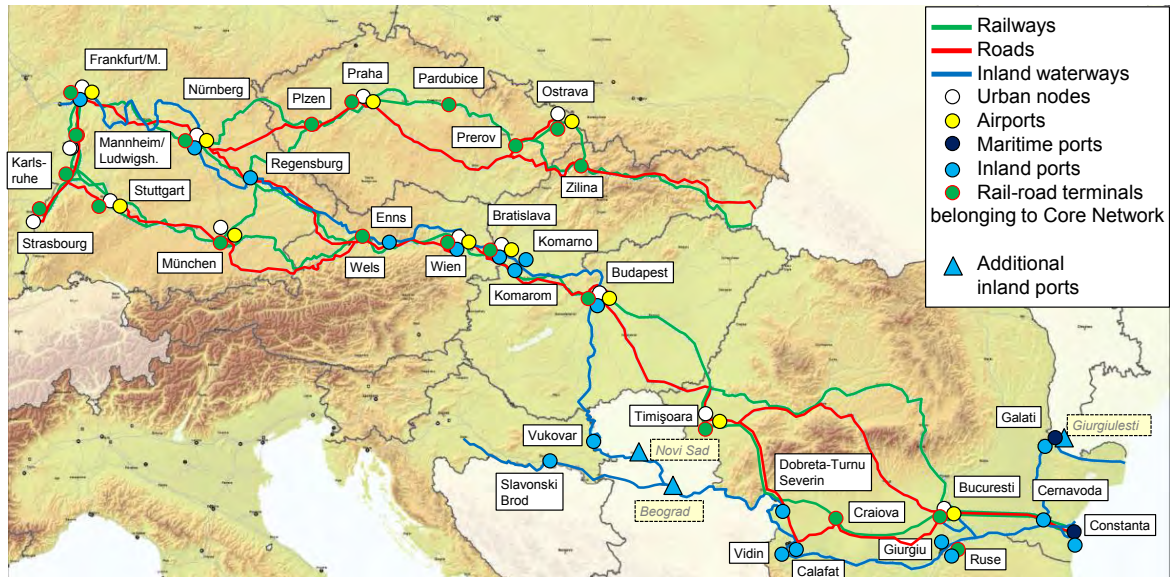 Frankfurt/M.
Nürnberg
Praha
Pardubice
Plzen
Ostrava
Mannheim/
Ludwigsh.
Prerov
Karls-
ruhe
Regensburg
Stuttgart
Zilina
Strasbourg
Enns
Bratislava
Komarno
München
Wels
Wien
Budapest
Komarom
Timişoara
Vukovar
Novi Sad
Galati
Giurgiulesti
Slavonski
Brod
Dobreta-Turnu
Severin
Bucuresti
Cernavoda
Beograd
Craiova
Constanta
Vidin
Giurgiu
Ruse
Calafat
Railways
Roads
Inland waterways
Urban nodes
Airports
Maritime ports
Inland ports
Rail-road terminals
belonging to Core Network
Additional
inland ports